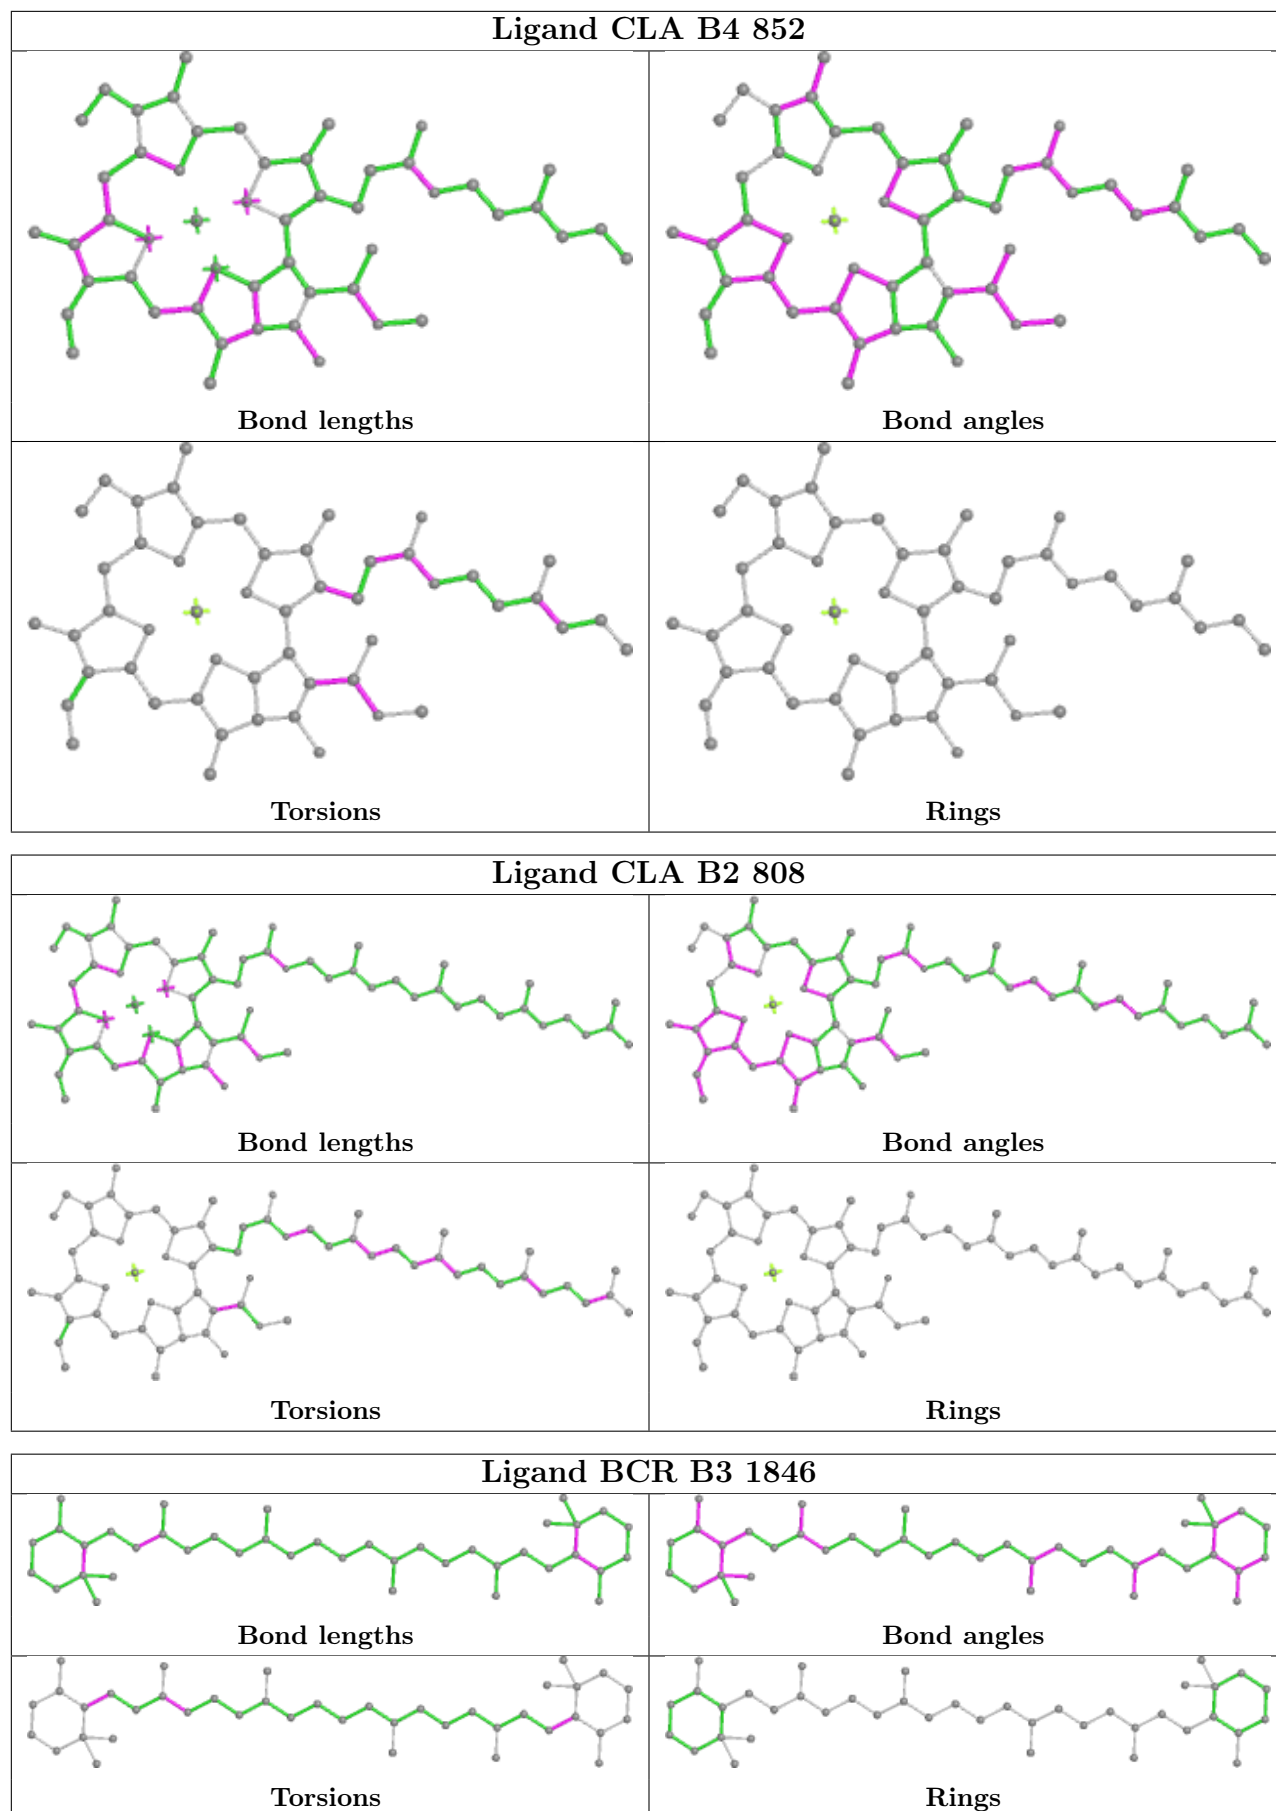 Ligand CLA B4 852
Bond lengths
Bond angles
Torsions
Rings
Ligand CLA B2 808
Bond lengths
Bond angles
Torsions
Rings
Ligand BCR B3 1846
Bond lengths
Bond angles
Torsions
Rings